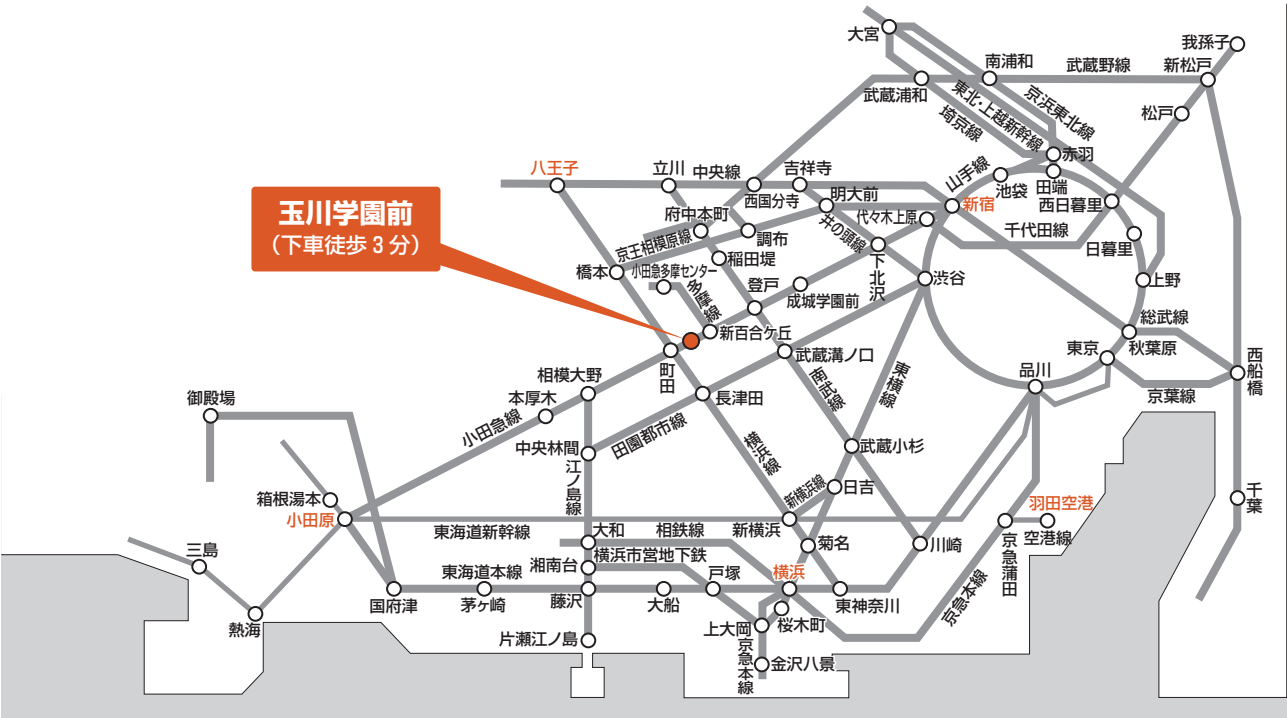 大宮
我孫子
南浦和
武蔵野線
新松戸
武蔵浦和
東北・上越新幹線
京浜東北線
埼京線
松戸
赤羽
八王子
立川
中央線
吉祥寺
山手線
池袋
田端
西国分寺
明大前
新宿
西日暮里
玉川学園前
（下車徒歩 3 分）
府中本町
代々木上原
千代田線
京王相模原線
調布
井の頭線
日暮里
橋本
小田急多摩センター
稲田堤
下北沢
渋谷
上野
多摩線
登戸
成城学園前
新百合ケ丘
総武線
秋葉原
東京
町田
武蔵溝ノ口
西船橋
品川
京葉線
相模大野
南武線
東横線
御殿場
本厚木
長津田
小田急線
中央林間
田園都市線
横浜線
武蔵小杉
江ノ島線
新横浜線
日吉
千葉
箱根湯本
小田原
羽田空港
東海道新幹線
大和
相鉄線
新横浜
空港線
京急蒲田
三島
横浜市営地下鉄
菊名
川崎
湘南台
東海道本線
戸塚
横浜
国府津
茅ヶ崎
藤沢
大船
東神奈川
京急本線
熱海
上大岡
桜木町
片瀬江ノ島
京急本線
金沢八景